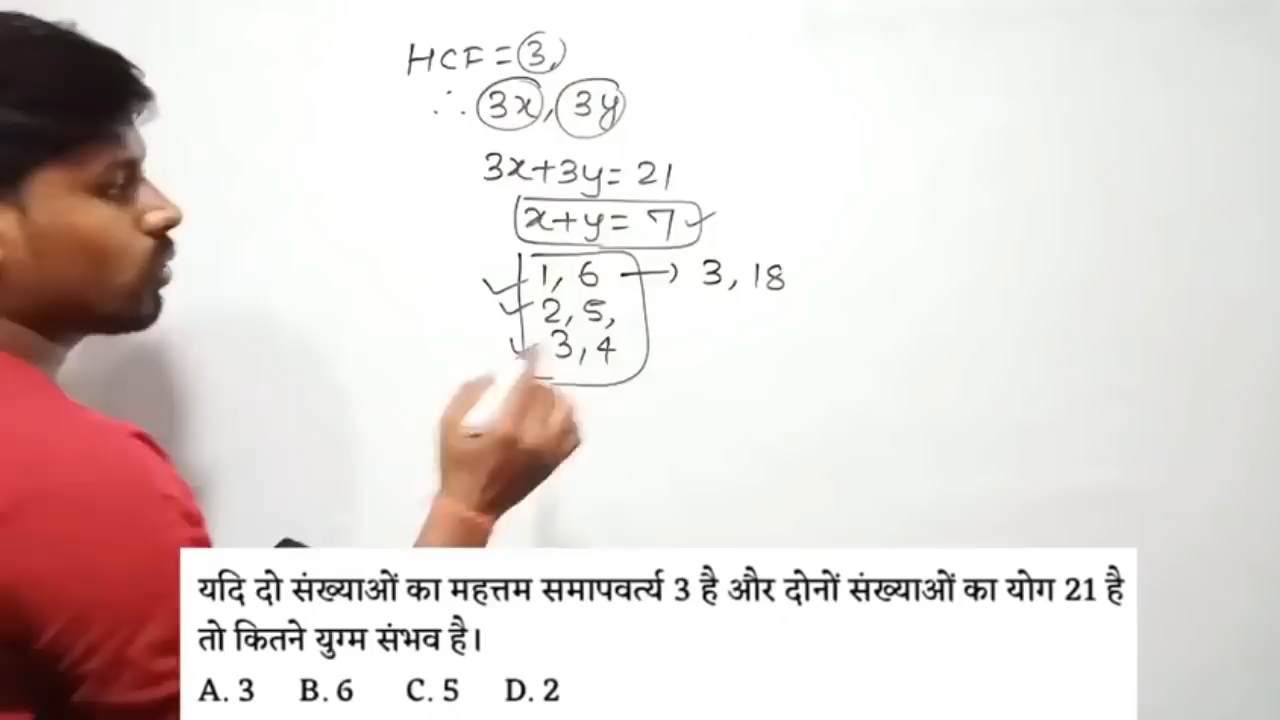 HCF = 3,
∴ 3x, 3y
3x+3y= 21
x+y= 7 ✓
✓ 1, 6 → 3, 18
✓ 2, 5,
✓ 3, 4
यदि दो संख्याओं का महत्तम समापवर्त्य 3 है और दोनों संख्याओं का योग 21 है
तो कितने युग्म संभव है।
A. 3 B. 6 C. 5 D. 2